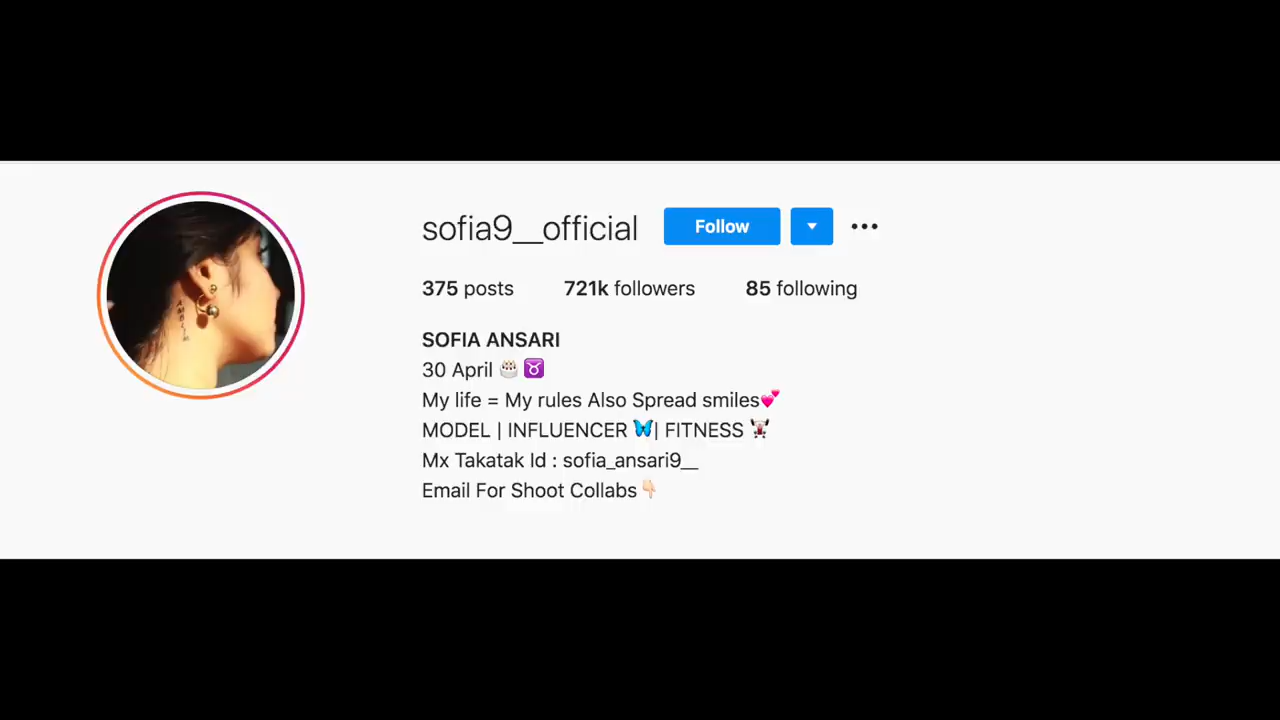 sofia9__official Follow
375 posts 721k followers 85 following
SOFIA ANSARI
30 April 🎂 ♉
My life = My rules Also Spread smiles💕
MODEL | INFLUENCER 🦋| FITNESS 🏋
Mx Takatak Id : sofia_ansari9__
Email For Shoot Collabs👇🏻